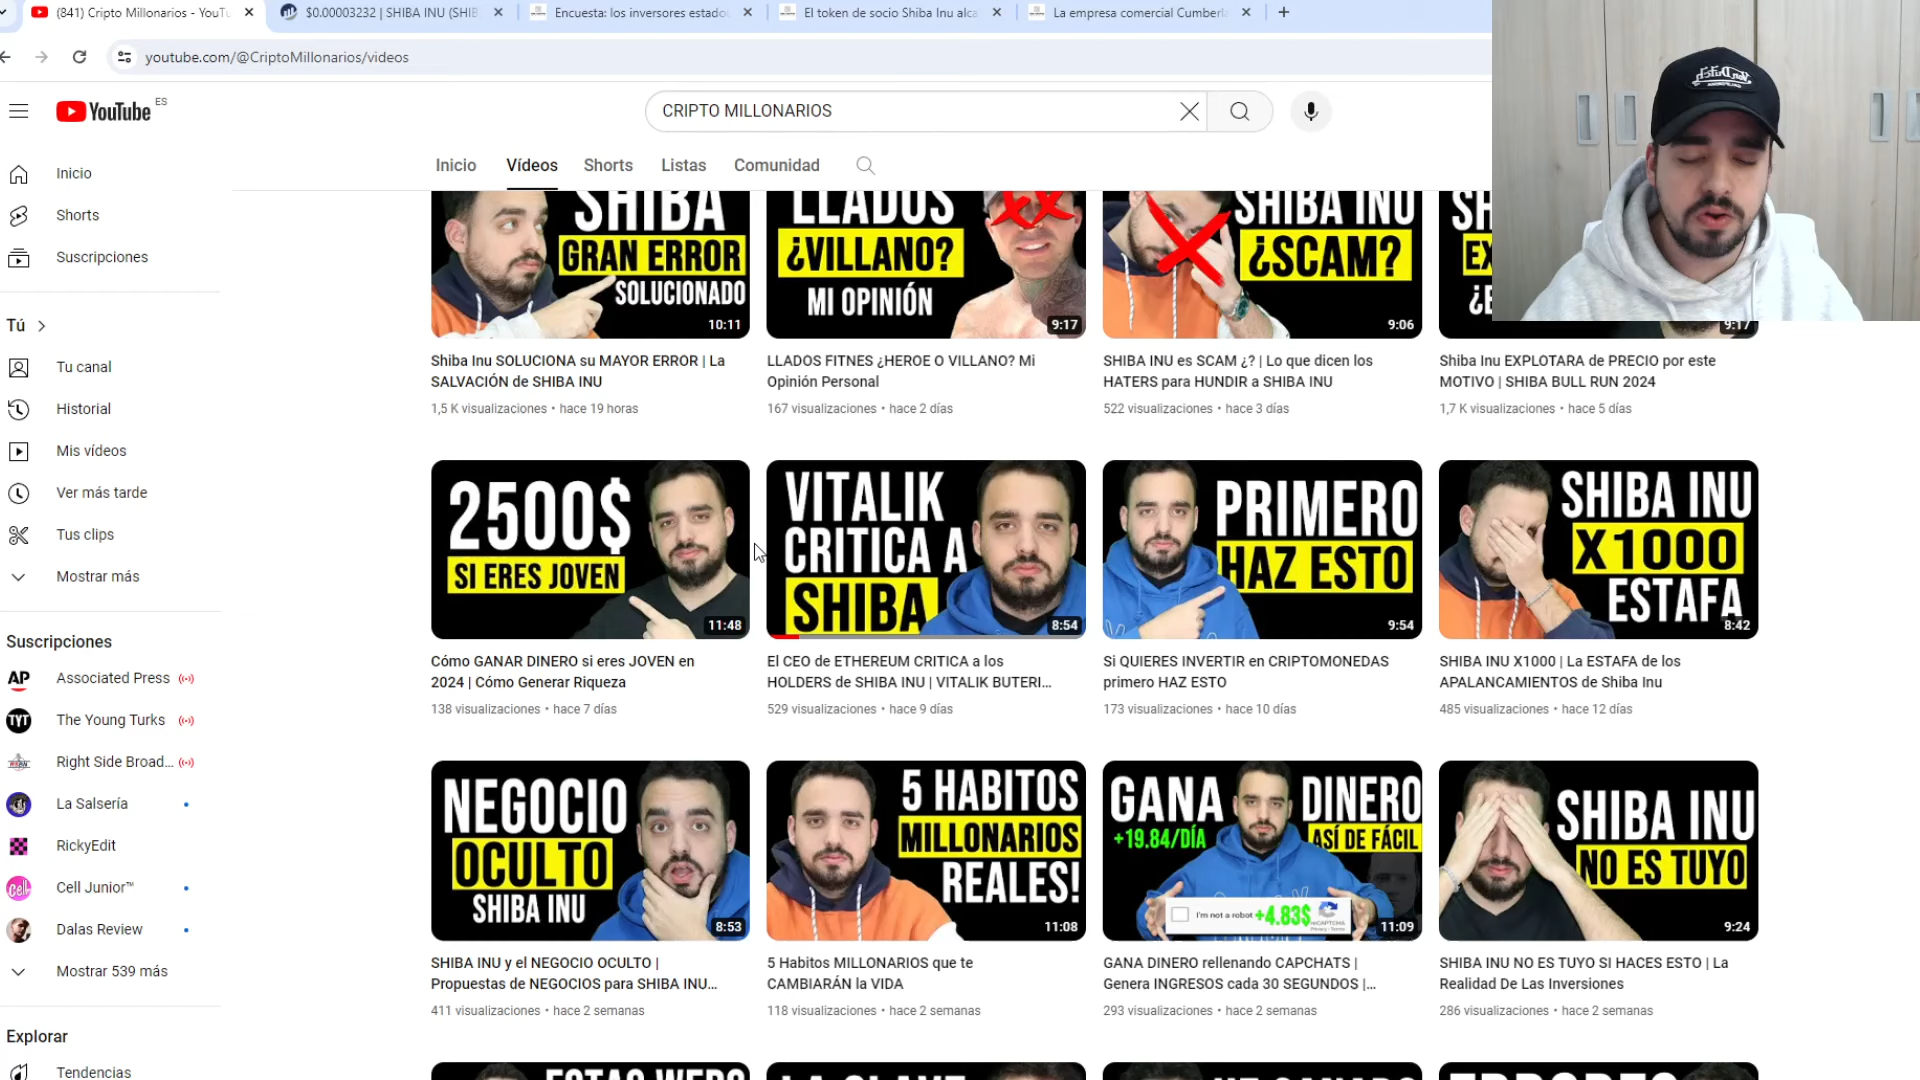 (841) Cripto Millonarios - YouTu
$0.00003232 | SHIBA INU (SHIB
Encuesta: los inversores estado
El token de socio Shiba Inu alca
La empresa comercial Cumberla
youtube.com/@CriptoMillonarios/videos
YouTube ES
CRIPTO MILLONARIOS
Inicio
Vídeos
Shorts
Listas
Comunidad
Inicio
Shorts
Suscripciones
Tú
Tu canal
Historial
Mis vídeos
Ver más tarde
Tus clips
Mostrar más
Suscripciones
AP Associated Press
TYT The Young Turks
Right Side Broad...
La Salsería
RickyEdit
Cell Junior™
Dalas Review
Mostrar 539 más
Explorar
Tendencias
SHIBA
GRAN ERROR
SOLUCIONADO
10:11
Shiba Inu SOLUCIONA su MAYOR ERROR | La
SALVACIÓN de SHIBA INU
1,5 K visualizaciones • hace 19 horas
LLADOS
¿VILLANO?
MI OPINIÓN
9:17
LLADOS FITNES ¿HEROE O VILLANO? Mi
Opinión Personal
167 visualizaciones • hace 2 días
SHIBA INU
¿SCAM?
9:06
SHIBA INU es SCAM ¿? | Lo que dicen los
HATERS para HUNDIR a SHIBA INU
522 visualizaciones • hace 3 días
9:17
Shiba Inu EXPLOTARA de PRECIO por este
MOTIVO | SHIBA BULL RUN 2024
1,7 K visualizaciones • hace 5 días
2500$
SI ERES JOVEN
11:48
Cómo GANAR DINERO si eres JOVEN en
2024 | Cómo Generar Riqueza
138 visualizaciones • hace 7 días
VITALIK
CRITICA A
SHIBA
8:54
El CEO de ETHEREUM CRITICA a los
HOLDERS de SHIBA INU | VITALIK BUTERI...
529 visualizaciones • hace 9 días
PRIMERO
HAZ ESTO
9:54
Si QUIERES INVERTIR en CRIPTOMONEDAS
primero HAZ ESTO
173 visualizaciones • hace 10 días
SHIBA INU
X1000
ESTAFA
8:42
SHIBA INU X1000 | La ESTAFA de los
APALANCAMIENTOS de Shiba Inu
485 visualizaciones • hace 12 días
NEGOCIO
OCULTO
SHIBA INU
8:53
SHIBA INU y el NEGOCIO OCULTO |
Propuestas de NEGOCIOS para SHIBA INU...
411 visualizaciones • hace 2 semanas
5 HABITOS
MILLONARIOS
REALES!
11:08
5 Habitos MILLONARIOS que te
CAMBIARÁN la VIDA
118 visualizaciones • hace 2 semanas
GANA DINERO
+19.84/DÍA ASÍ DE FÁCIL
I'm not a robot +4.83$
11:09
GANA DINERO rellenando CAPCHATS |
Genera INGRESOS cada 30 SEGUNDOS |...
293 visualizaciones • hace 2 semanas
SHIBA INU
NO ES TUYO
9:24
SHIBA INU NO ES TUYO SI HACES ESTO | La
Realidad De Las Inversiones
286 visualizaciones • hace 2 semanas